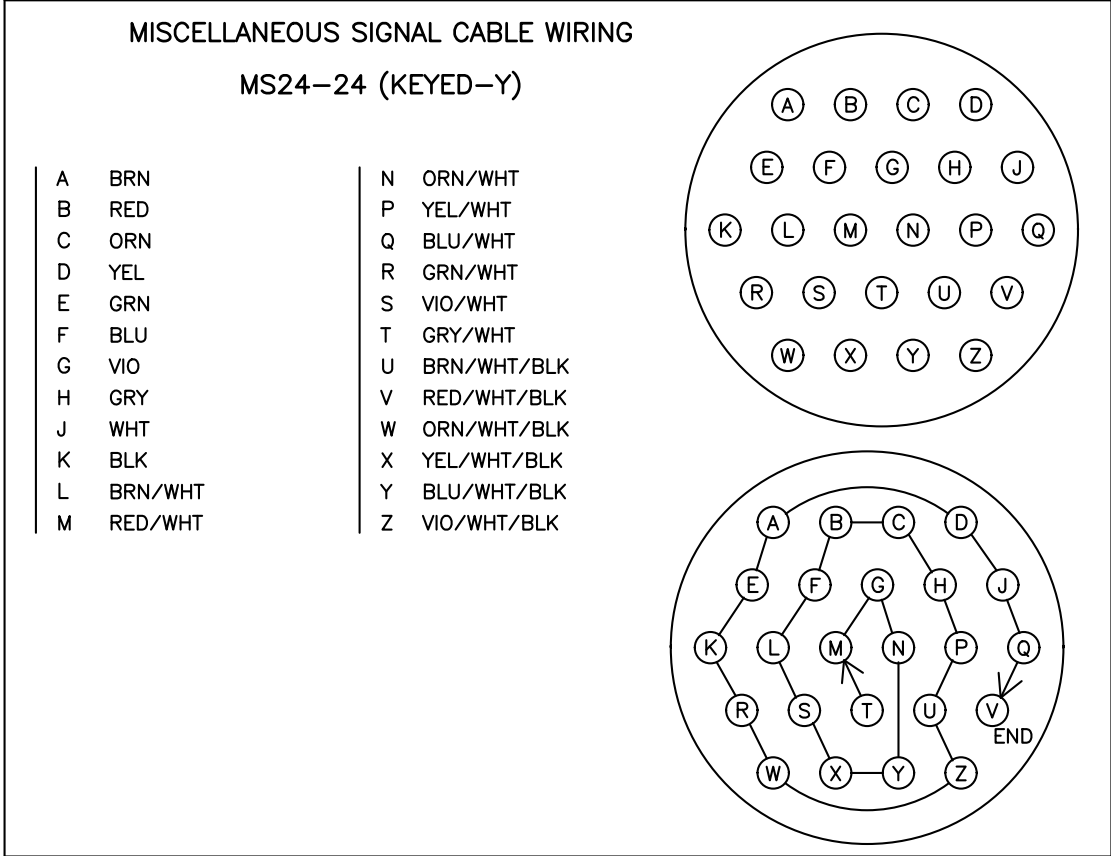 MISCELLANEOUS SIGNAL CABLE WIRING
MS24-24 (KEYED-Y)
A BRN
B RED
C ORN
D YEL
E GRN
F BLU
G VIO
H GRY
J WHT
K BLK
L BRN/WHT
M RED/WHT
N ORN/WHT
P YEL/WHT
Q BLU/WHT
R GRN/WHT
S VIO/WHT
T GRY/WHT
U BRN/WHT/BLK
V RED/WHT/BLK
W ORN/WHT/BLK
X YEL/WHT/BLK
Y BLU/WHT/BLK
Z VIO/WHT/BLK
A B C D
E F G H J
K L M N P Q
R S T U V
W X Y Z
A B C D
E F G H J
K L M N P Q
R S T U V
END
W X Y Z